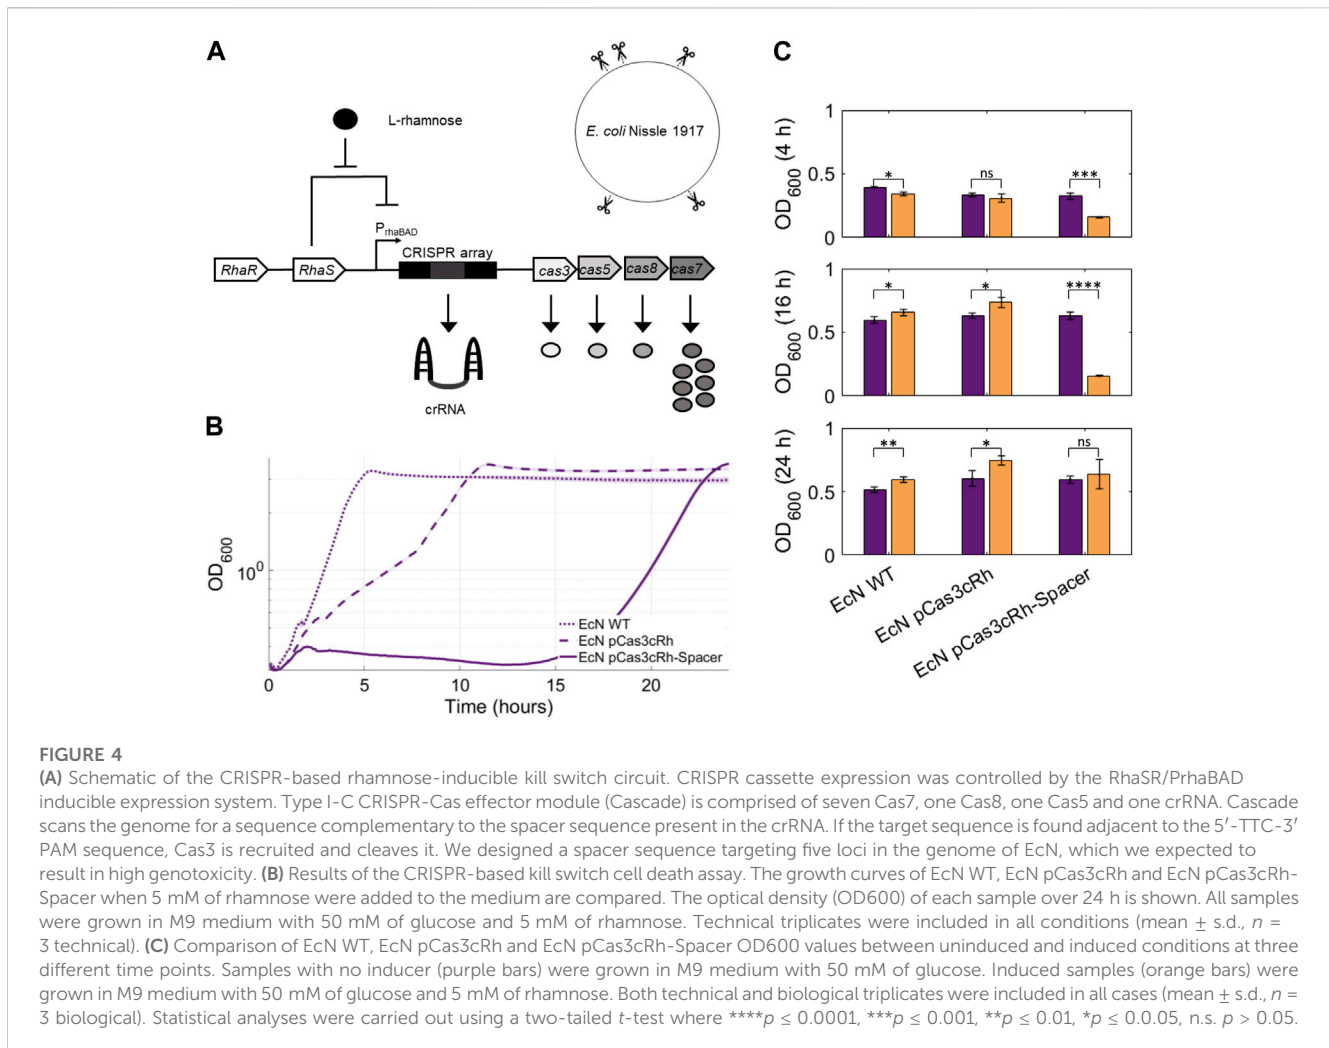 A
L-rhamnose
E. coli Nissle 1917
PrhaBAD
CRISPR array
RhaR
RhaS
cas3
cas5
cas8
cas7
crRNA
B
OD600
10^0
EcN WT
EcN pCas3cRh
EcN pCas3cRh-Spacer
0
5
10
15
20
Time (hours)
C
OD600 (4 h)
1
0.5
0
*
ns
***
OD600 (16 h)
1
0.5
0
*
*
****
OD600 (24 h)
1
0.5
0
**
*
ns
EcN WT
EcN pCas3cRh
EcN pCas3cRh-Spacer
FIGURE 4
(A) Schematic of the CRISPR-based rhamnose-inducible kill switch circuit. CRISPR cassette expression was controlled by the RhaSR/PrhaBAD
inducible expression system. Type I-C CRISPR-Cas effector module (Cascade) is comprised of seven Cas7, one Cas8, one Cas5 and one crRNA. Cascade
scans the genome for a sequence complementary to the spacer sequence present in the crRNA. If the target sequence is found adjacent to the 5′-TTC-3′
PAM sequence, Cas3 is recruited and cleaves it. We designed a spacer sequence targeting five loci in the genome of EcN, which we expected to
result in high genotoxicity. (B) Results of the CRISPR-based kill switch cell death assay. The growth curves of EcN WT, EcN pCas3cRh and EcN pCas3cRh-
Spacer when 5 mM of rhamnose were added to the medium are compared. The optical density (OD600) of each sample over 24 h is shown. All samples
were grown in M9 medium with 50 mM of glucose and 5 mM of rhamnose. Technical triplicates were included in all conditions (mean ± s.d., n =
3 technical). (C) Comparison of EcN WT, EcN pCas3cRh and EcN pCas3cRh-Spacer OD600 values between uninduced and induced conditions at three
different time points. Samples with no inducer (purple bars) were grown in M9 medium with 50 mM of glucose. Induced samples (orange bars) were
grown in M9 medium with 50 mM of glucose and 5 mM of rhamnose. Both technical and biological triplicates were included in all cases (mean ± s.d., n =
3 biological). Statistical analyses were carried out using a two-tailed t-test where ****p ≤ 0.0001, ***p ≤ 0.001, **p ≤ 0.01, *p ≤ 0.0.05, n.s. p > 0.05.